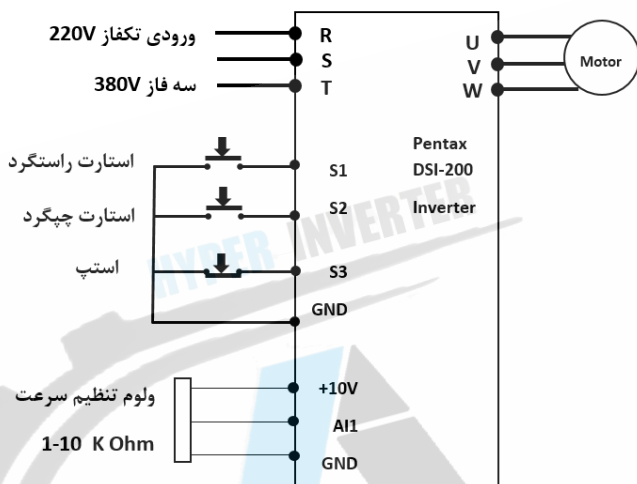 ورودی تکفاز 220V
سه فاز 380V
R
S
T
U
V
W
Motor
استارت راستگرد
استارت چپگرد
استپ
S1
S2
S3
GND
Pentax
DSI-200
Inverter
HYPER INVERTER
ولوم تنظیم سرعت
1-10 K Ohm
+10V
AI1
GND